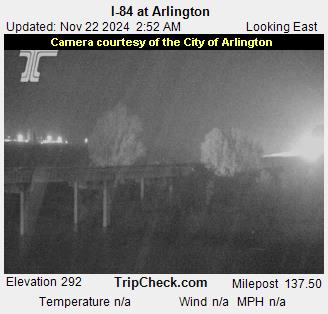 I-84 at Arlington
Updated: Nov 22 2024 2:52 AM Looking East
Camera courtesy of the City of Arlington
Elevation 292 TripCheck.com Milepost 137.50
Temperature n/a Wind n/a MPH n/a